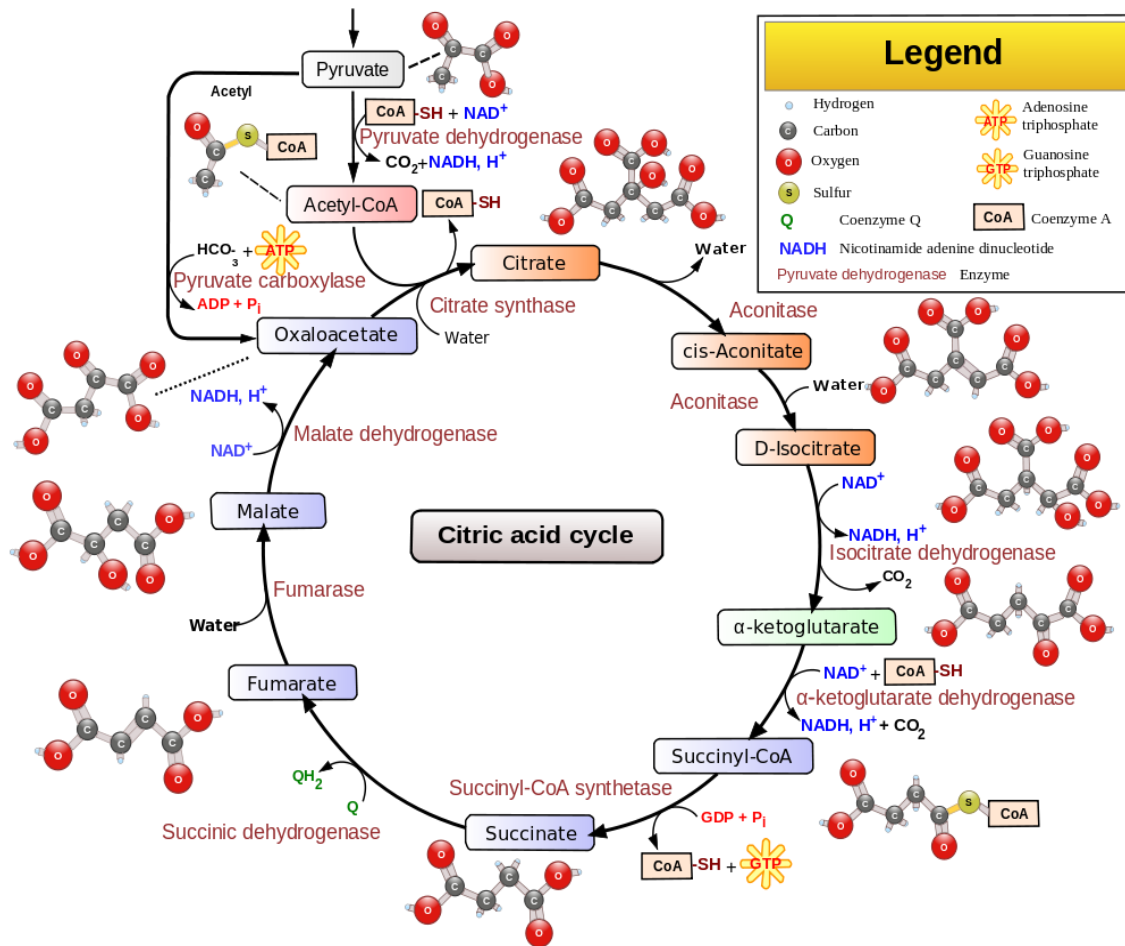 Pyruvate
Acetyl
CoA-SH + NAD+
Pyruvate dehydrogenase
CO2+NADH, H+
S
CoA
Acetyl-CoA
CoA-SH
HCO-3 + ATP
Pyruvate carboxylase
ADP + Pi
Citrate
Water
Citrate synthase
Water
Oxaloacetate
Aconitase
cis-Aconitate
Water
Aconitase
D-Isocitrate
NAD+
NADH, H+
Isocitrate dehydrogenase
CO2
α-ketoglutarate
NAD+ + CoA-SH
α-ketoglutarate dehydrogenase
NADH, H+ + CO2
Succinyl-CoA
S
CoA
Succinyl-CoA synthetase
GDP + Pi
CoA-SH + GTP
Succinate
QH2
Q
Succinic dehydrogenase
Fumarate
Water
Fumarase
Malate
NADH, H+
NAD+
Malate dehydrogenase
Citric acid cycle
Legend
Hydrogen
C Carbon
O Oxygen
S Sulfur
Q Coenzyme Q
ATP Adenosine
triphosphate
GTP Guanosine
triphosphate
CoA Coenzyme A
NADH Nicotinamide adenine dinucleotide
Pyruvate dehydrogenase Enzyme